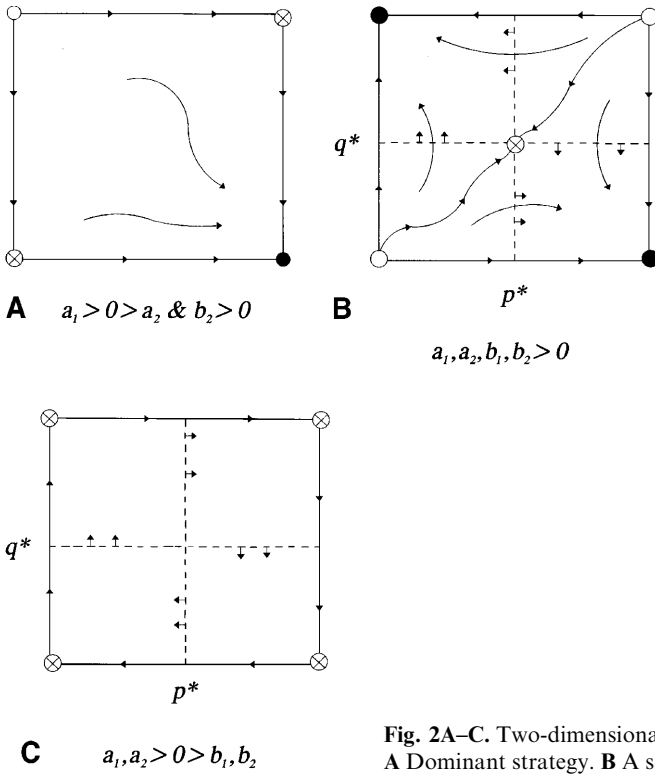 A a₁ > 0 > a₂ & b₂ > 0
q*
p*
B
a₁, a₂, b₁, b₂ > 0
q*
p*
C a₁, a₂ > 0 > b₁, b₂
Fig. 2A–C. Two-dimensiona
A Dominant strategy. B A s